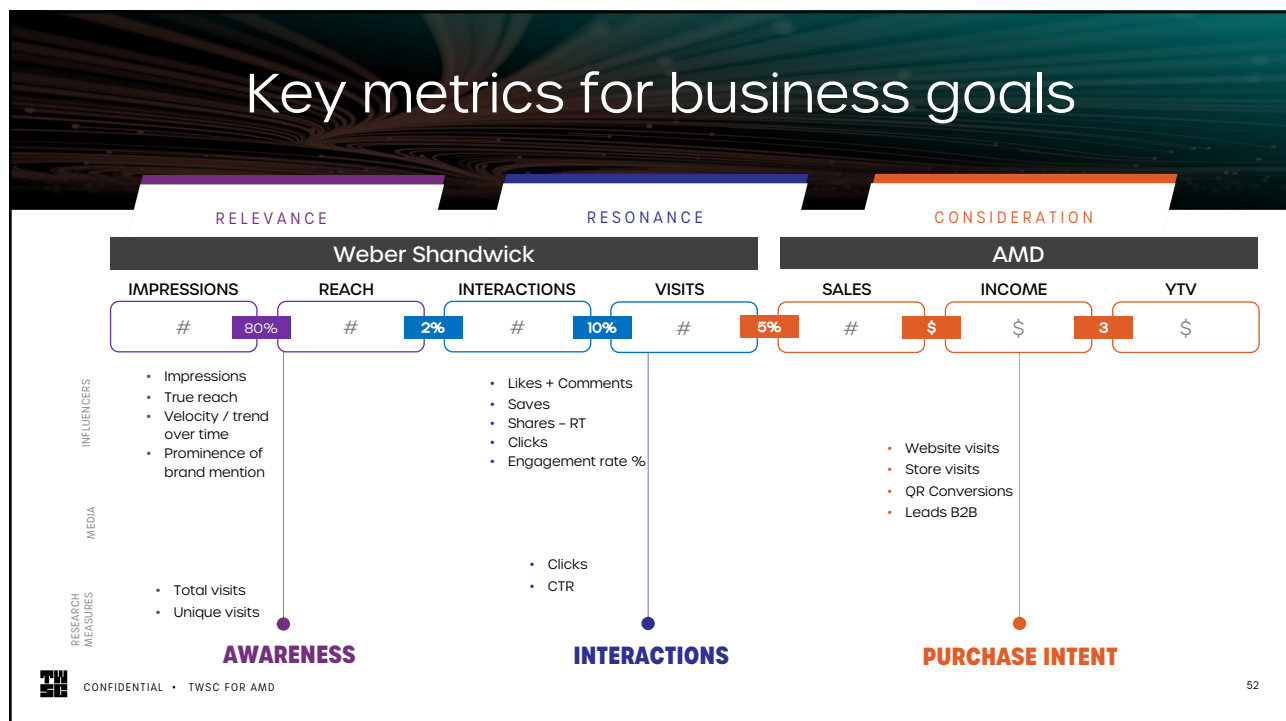 Key metrics for business goals
RELEVANCE
RESONANCE
CONSIDERATION
Weber Shandwick
AMD
IMPRESSIONS
REACH
INTERACTIONS
VISITS
SALES
INCOME
YTV
#
80%
#
2%
#
10%
#
5%
#
$
$
3
$
INFLUENCERS
• Impressions
• True reach
• Velocity / trend
over time
• Prominence of
brand mention
• Likes + Comments
• Saves
• Shares – RT
• Clicks
• Engagement rate %
• Website visits
• Store visits
• QR Conversions
• Leads B2B
MEDIA
• Clicks
• CTR
RESEARCH
MEASURES
• Total visits
• Unique visits
AWARENESS
INTERACTIONS
PURCHASE INTENT
TW
SC
CONFIDENTIAL • TWSC FOR AMD
52